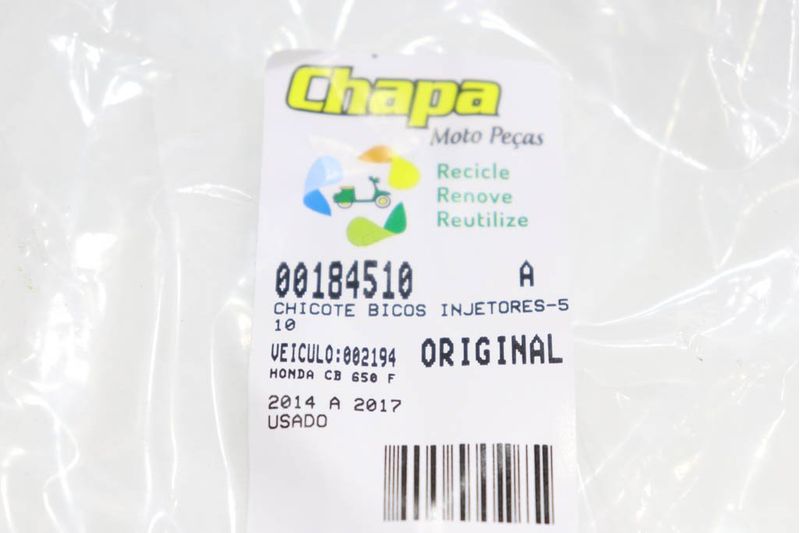 Chapa
Moto Peças
Recicle
Renove
Reutilize
00184510 A
CHICOTE BICOS INJETORES-5
10
VEICULO:002194 ORIGINAL
HONDA CB 650 F
2014 A 2017
USADO